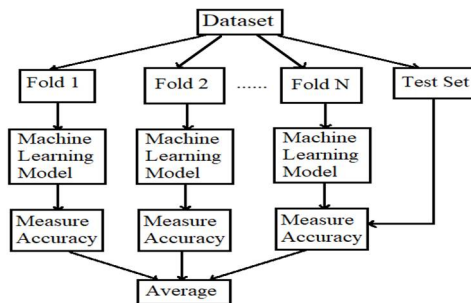 Dataset
Fold 1
Fold 2
......
Fold N
Test Set
Machine
Learning
Model
Machine
Learning
Model
Machine
Learning
Model
Measure
Accuracy
Measure
Accuracy
Measure
Accuracy
Average